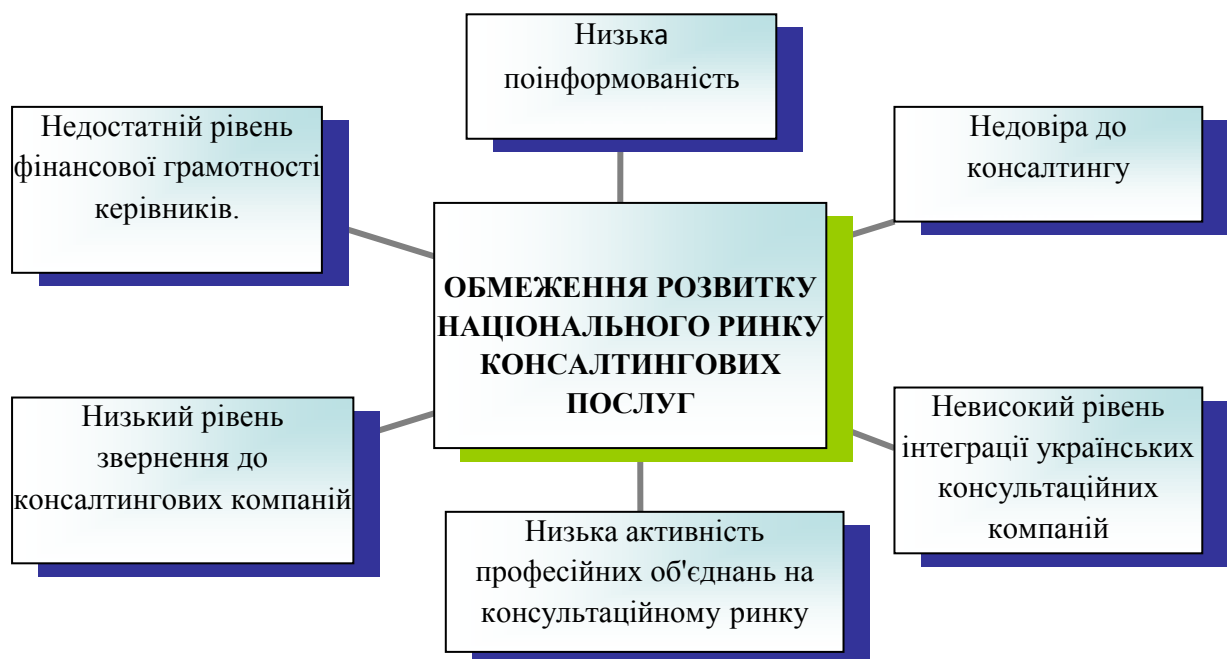 Низька
поінформованість
Недостатній рівень
фінансової грамотності
керівників.
Недовіра до
консалтингу
ОБМЕЖЕННЯ РОЗВИТКУ
НАЦІОНАЛЬНОГО РИНКУ
КОНСАЛТИНГОВИХ
ПОСЛУГ
Низький рівень
звернення до
консалтингових компаній
Невисокий рівень
інтеграції українських
консультаційних
компаній
Низька активність
професійних об'єднань на
консультаційному ринку